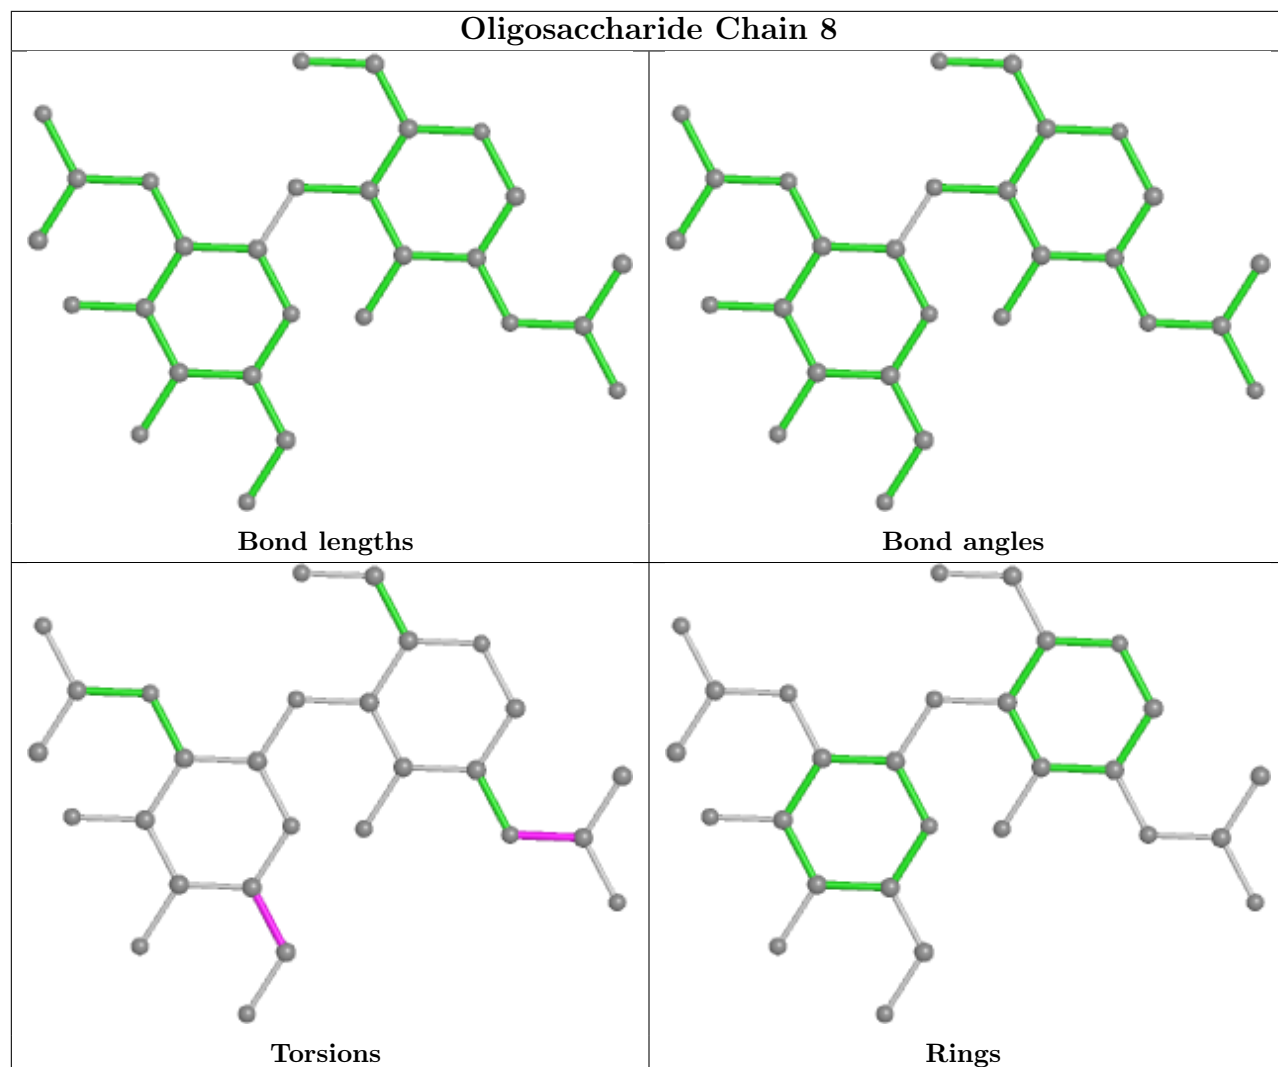 Oligosaccharide Chain 8
Bond lengths
Bond angles
Torsions
Rings